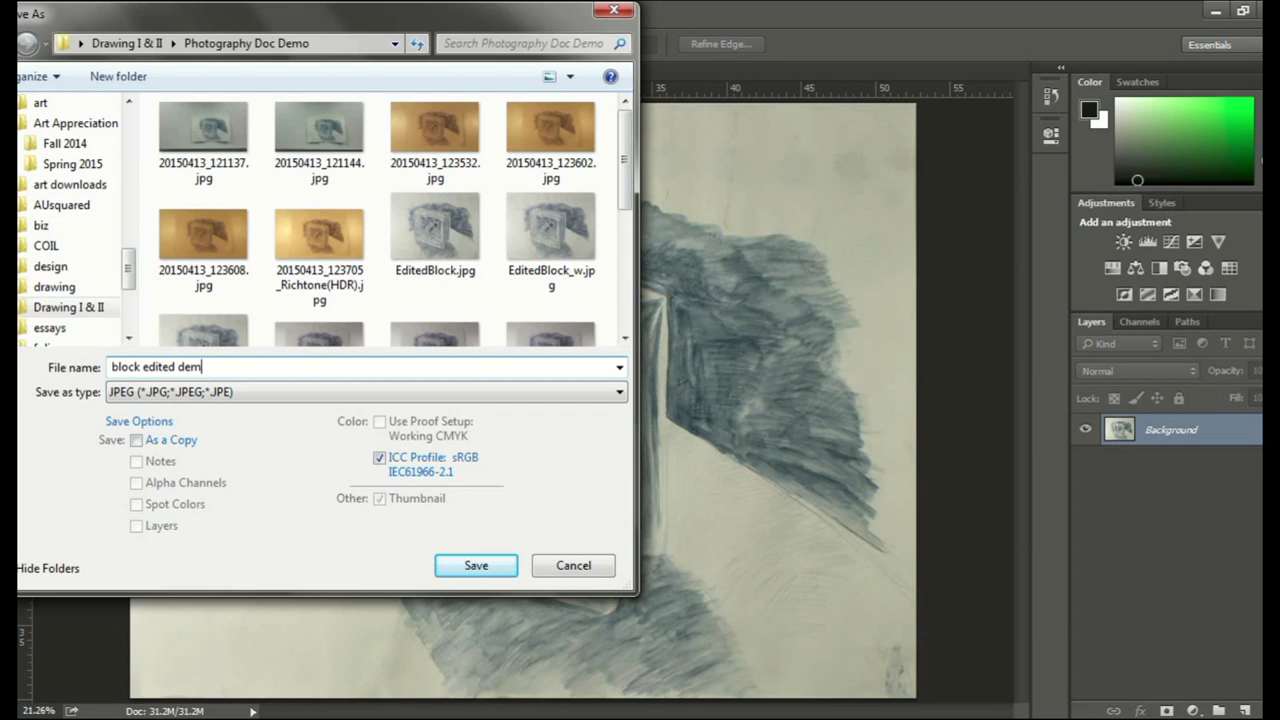 ve As
Drawing I & II
Photography Doc Demo
Search Photography Doc Demo
Refine Edge...
Essentials
ganize
New folder
art
Art Appreciation
Fall 2014
Spring 2015
art downloads
AUsquared
biz
COIL
design
drawing
Drawing I & II
essays
20150413_121137.
jpg
20150413_121144.
jpg
20150413_123532.
jpg
20150413_123602.
jpg
20150413_123608.
jpg
20150413_123705
_Richtone(HDR).j
pg
EditedBlock.jpg
EditedBlock_w.jp
g
File name:
block edited dem
Save as type:
JPEG (*.JPG;*.JPEG;*.JPE)
Save Options
Save:
As a Copy
Notes
Alpha Channels
Spot Colors
Layers
Color:
Use Proof Setup:
Working CMYK
ICC Profile: sRGB
IEC61966-2.1
Other:
Thumbnail
Hide Folders
Save
Cancel
35
40
45
50
55
Color
Swatches
Adjustments
Styles
Add an adjustment
Layers
Channels
Paths
Kind
T
Normal
Opacity:
10
Lock:
Fill:
10
Background
fx
3
5
21.26%
Doc: 31.2M/31.2M